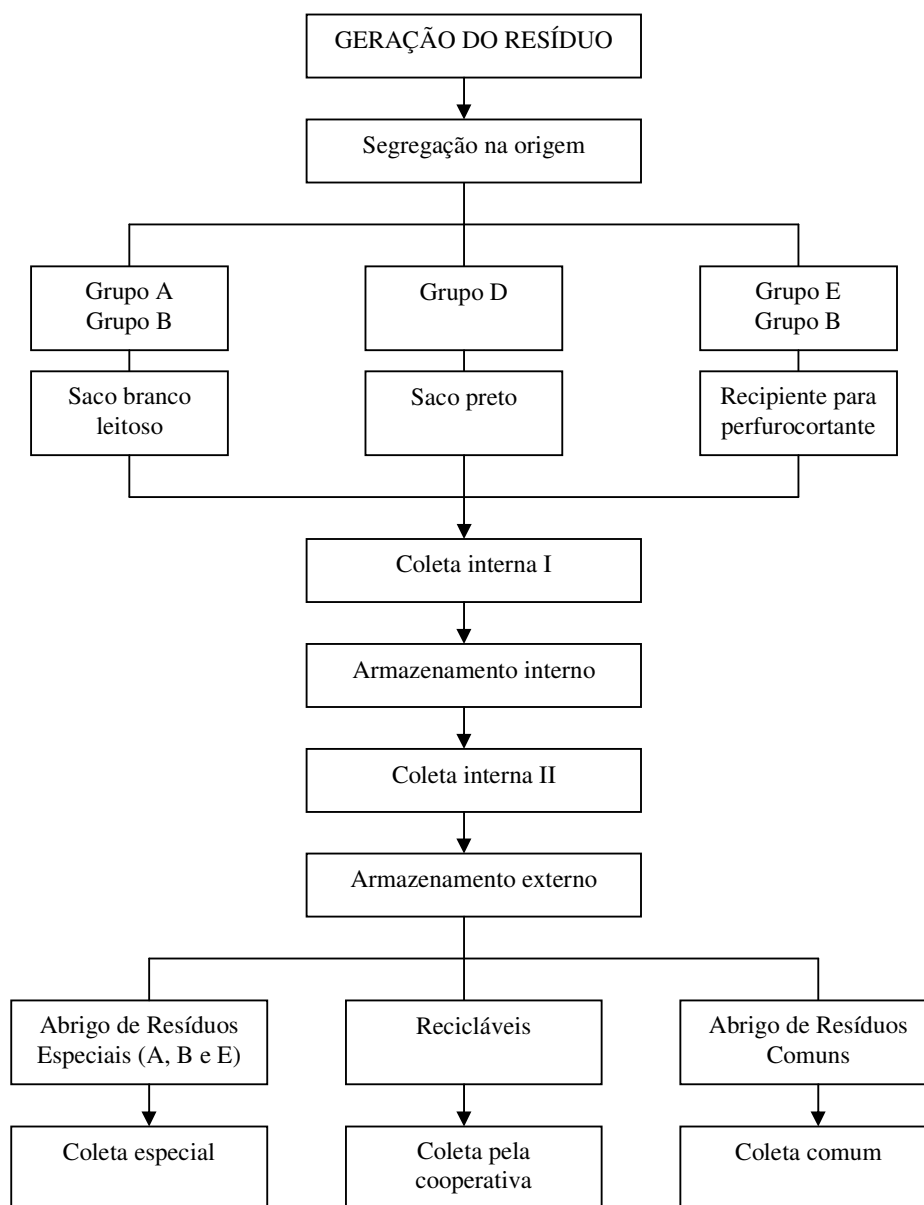 GERAÇÃO DO RESÍDUO
Segregação na origem
Grupo A
Grupo B
Grupo D
Grupo E
Grupo B
Saco branco
leitoso
Saco preto
Recipiente para
perfurocortante
Coleta interna I
Armazenamento interno
Coleta interna II
Armazenamento externo
Abrigo de Resíduos
Especiais (A, B e E)
Recicláveis
Abrigo de Resíduos
Comuns
Coleta especial
Coleta pela
cooperativa
Coleta comum